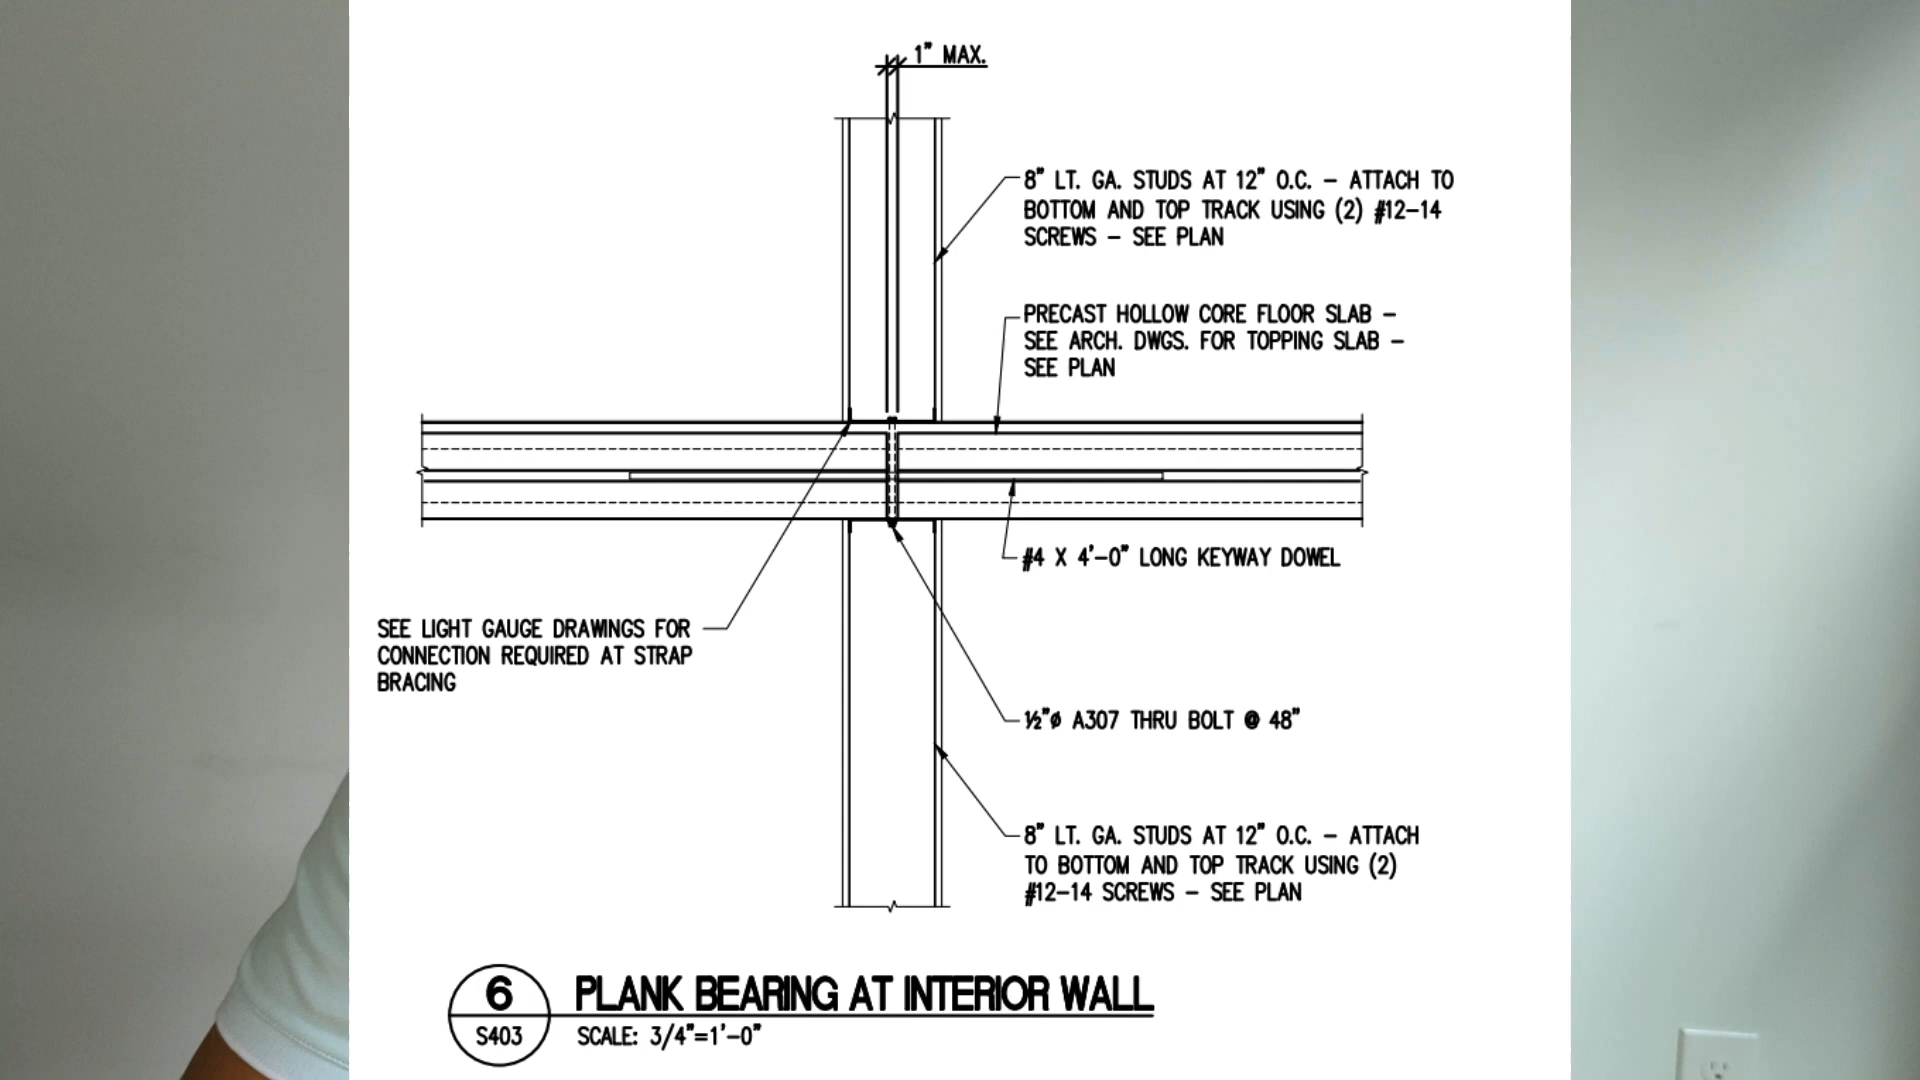 1" MAX.
8" LT. GA. STUDS AT 12" O.C. – ATTACH TO
BOTTOM AND TOP TRACK USING (2) #12–14
SCREWS – SEE PLAN
PRECAST HOLLOW CORE FLOOR SLAB –
SEE ARCH. DWGS. FOR TOPPING SLAB –
SEE PLAN
#4 X 4'–0" LONG KEYWAY DOWEL
SEE LIGHT GAUGE DRAWINGS FOR
CONNECTION REQUIRED AT STRAP
BRACING
½"ø A307 THRU BOLT @ 48"
8" LT. GA. STUDS AT 12" O.C. – ATTACH
TO BOTTOM AND TOP TRACK USING (2)
#12–14 SCREWS – SEE PLAN
6
S403
PLANK BEARING AT INTERIOR WALL
SCALE: 3/4"=1'–0"